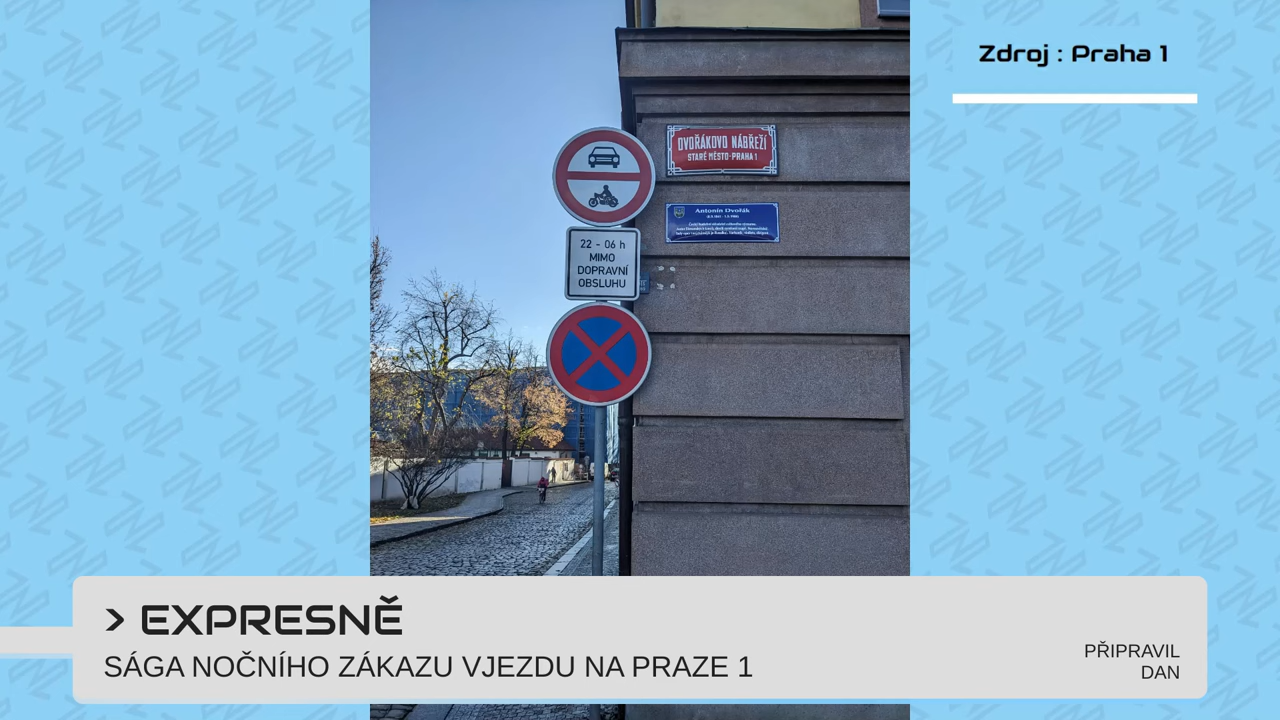 Zdroj : Praha 1
DVOŘÁKOVO NÁBŘEŽÍ
STARÉ MĚSTO-PRAHA 1
Antonín Dvořák
22 - 06 h
MIMO
DOPRAVNÍ
OBSLUHU
> EXPRESNĚ
SÁGA NOČNÍHO ZÁKAZU VJEZDU NA PRAZE 1
PŘIPRAVIL
DAN